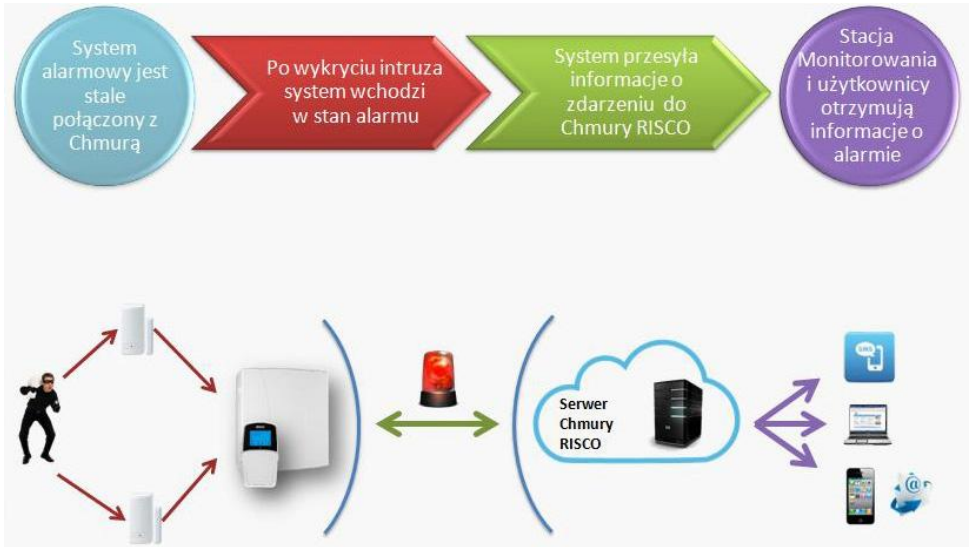 System
alarmowy jest
stale
połączony z
Chmurą
Po wykryciu intruza
system wchodzi
w stan alarmu
System przesyła
informacje o
zdarzeniu do
Chmury RISCO
Stacja
Monitorowania
i użytkownicy
otrzymują
informacje o
alarmie
SMS
Serwer
Chmury
RISCO
@